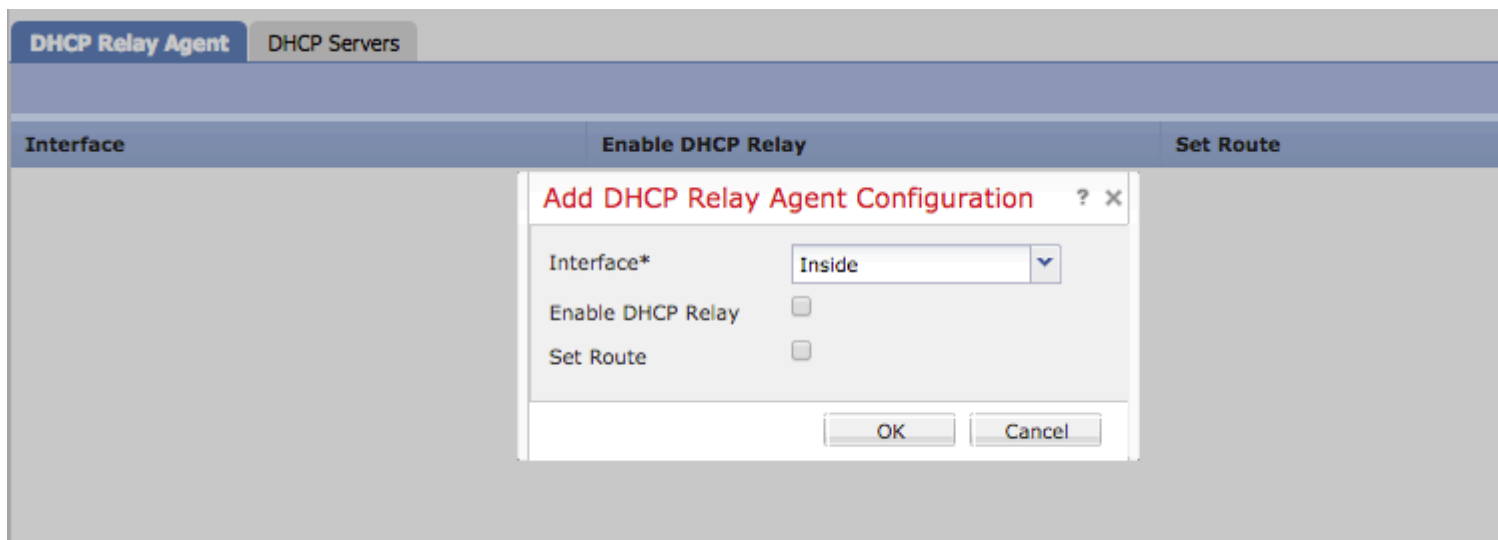 DHCP Relay Agent DHCP Servers
Interface Enable DHCP Relay Set Route
Add DHCP Relay Agent Configuration ? ×
Interface* Inside
Enable DHCP Relay
Set Route
OK Cancel